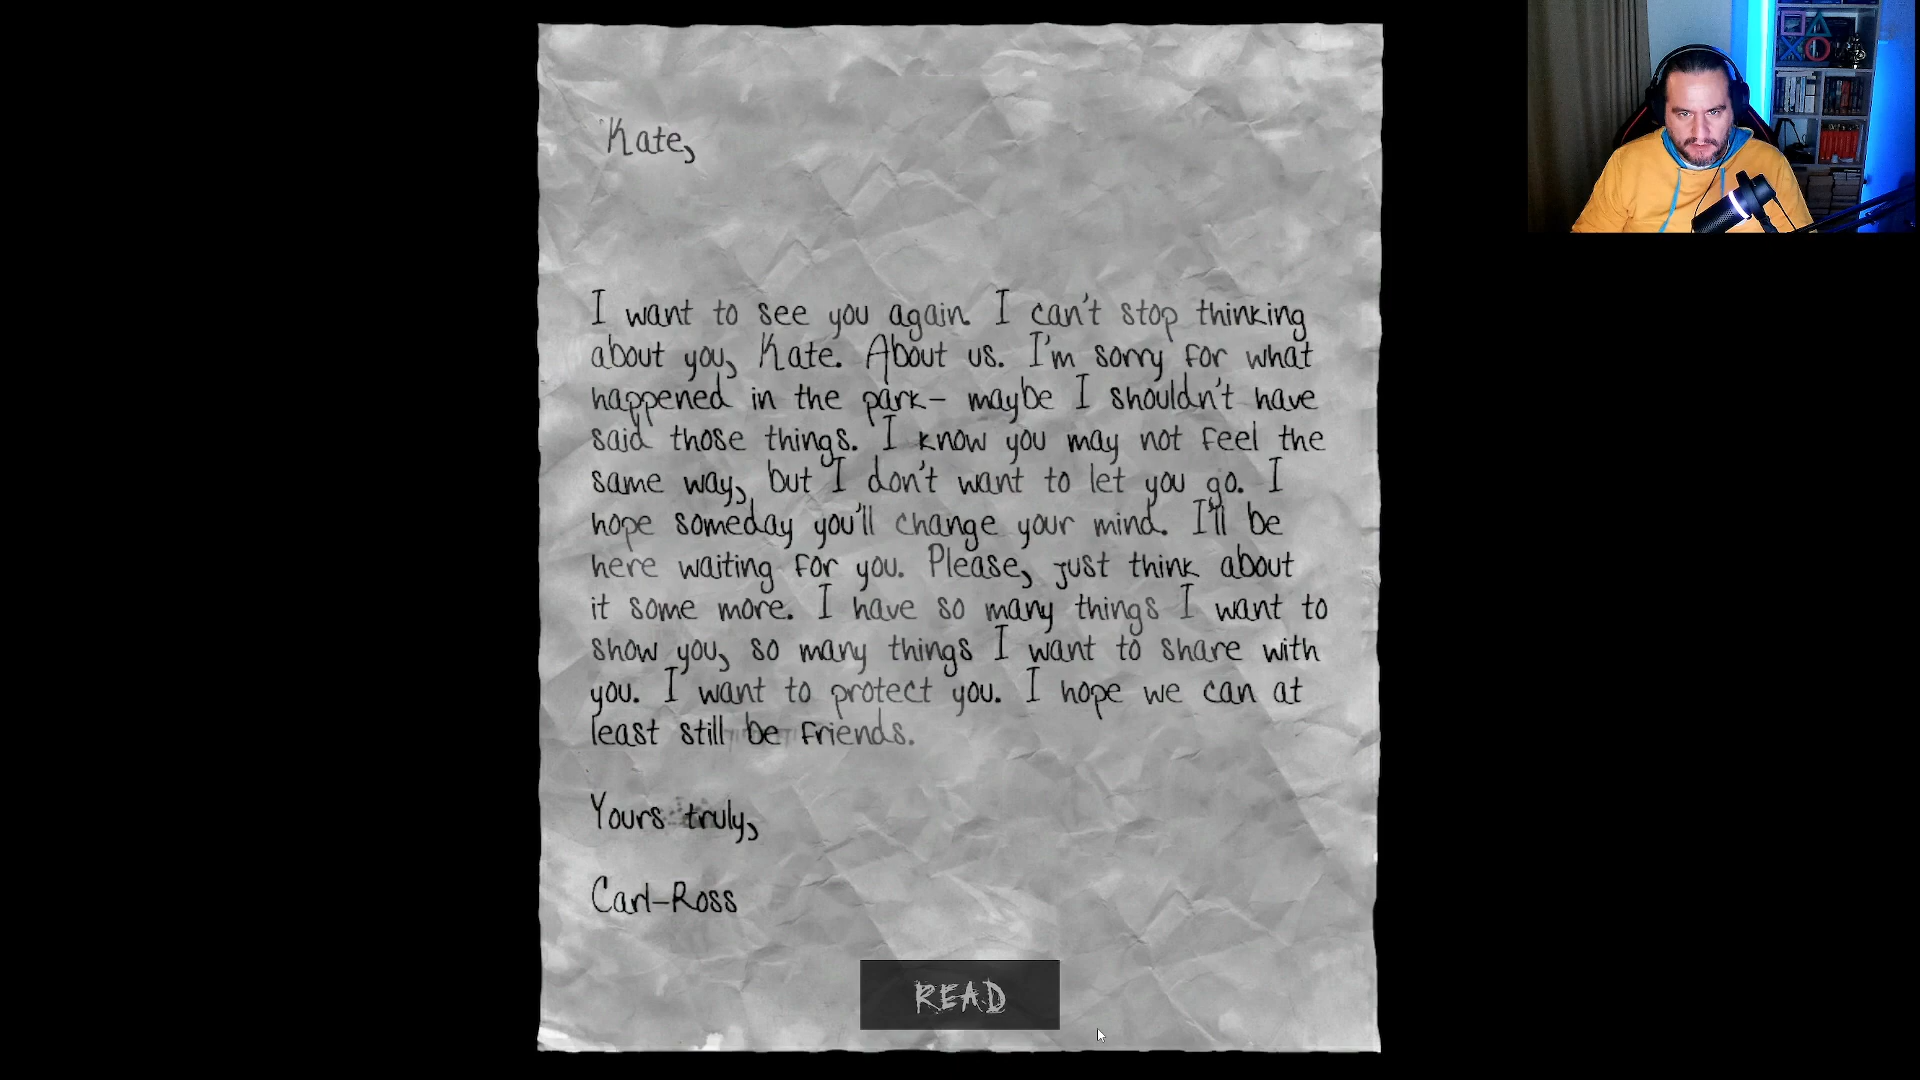 Kate,
I want to see you again. I can't stop thinking
about you, Kate. About us. I'm sorry for what
happened in the park- maybe I shouldn't have
said those things. I know you may not feel the
same way, but I don't want to let you go. I
hope someday you'll change your mind. I'll be
here waiting for you. Please, just think about
it some more. I have so many things I want to
show you, so many things I want to share with
you. I want to protect you. I hope we can at
least still be friends.
Yours truly,
Carl-Ross
READ